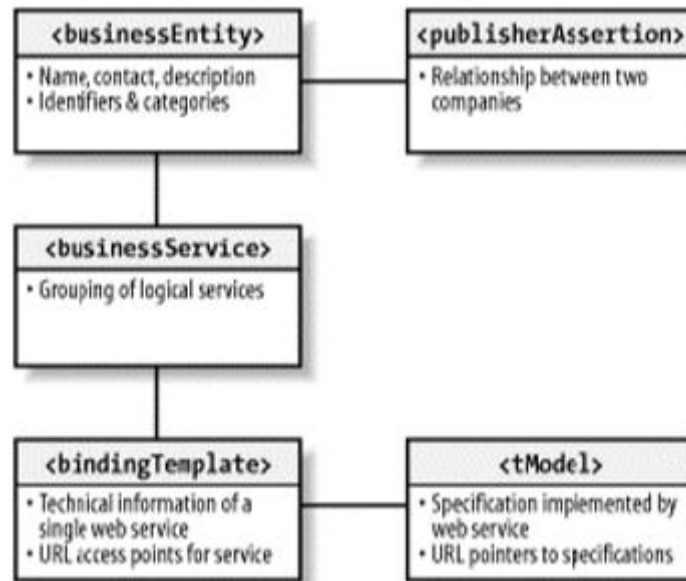 <businessEntity>
• Name, contact, description
• Identifiers & categories
<publisherAssertion>
• Relationship between two
companies
<businessService>
• Grouping of logical services
<bindingTemplate>
• Technical information of a
single web service
• URL access points for service
<tModel>
• Specification implemented by
web service
• URL pointers to specifications